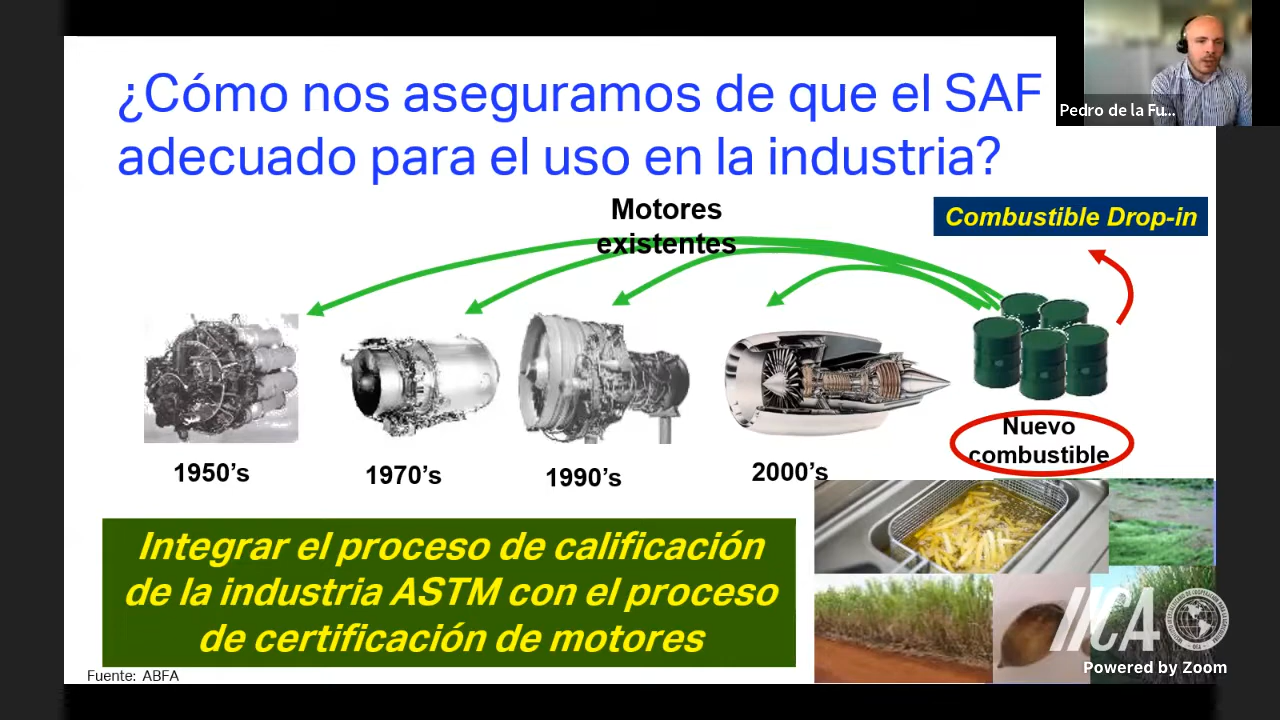 ¿Cómo nos aseguramos de que el SAF
adecuado para el uso en la industria?
Pedro de la Fu...
Motores
existentes
Combustible Drop-in
1950's
1970's
1990's
2000's
Nuevo
combustible
Integrar el proceso de calificación
de la industria ASTM con el proceso
de certificación de motores
Fuente: ABFA
IICA
Powered by Zoom